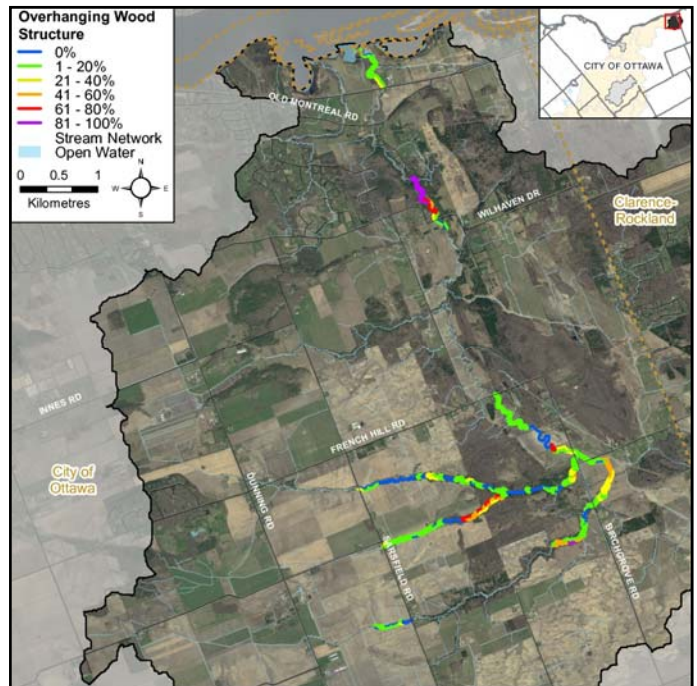 Overhanging Wood
Structure
0%
1 - 20%
21 - 40%
41 - 60%
61 - 80%
81 - 100%
Stream Network
Open Water
0 0.5 1
Kilometres
N
W E
S
CITY OF OTTAWA
OLD MONTREAL RD
WILHAVEN DR
Clarence-
Rockland
INNES RD
FRENCH HILL RD
City of
Ottawa
DUNNING RD
SARSFIELD RD
BIRCHGROVE RD